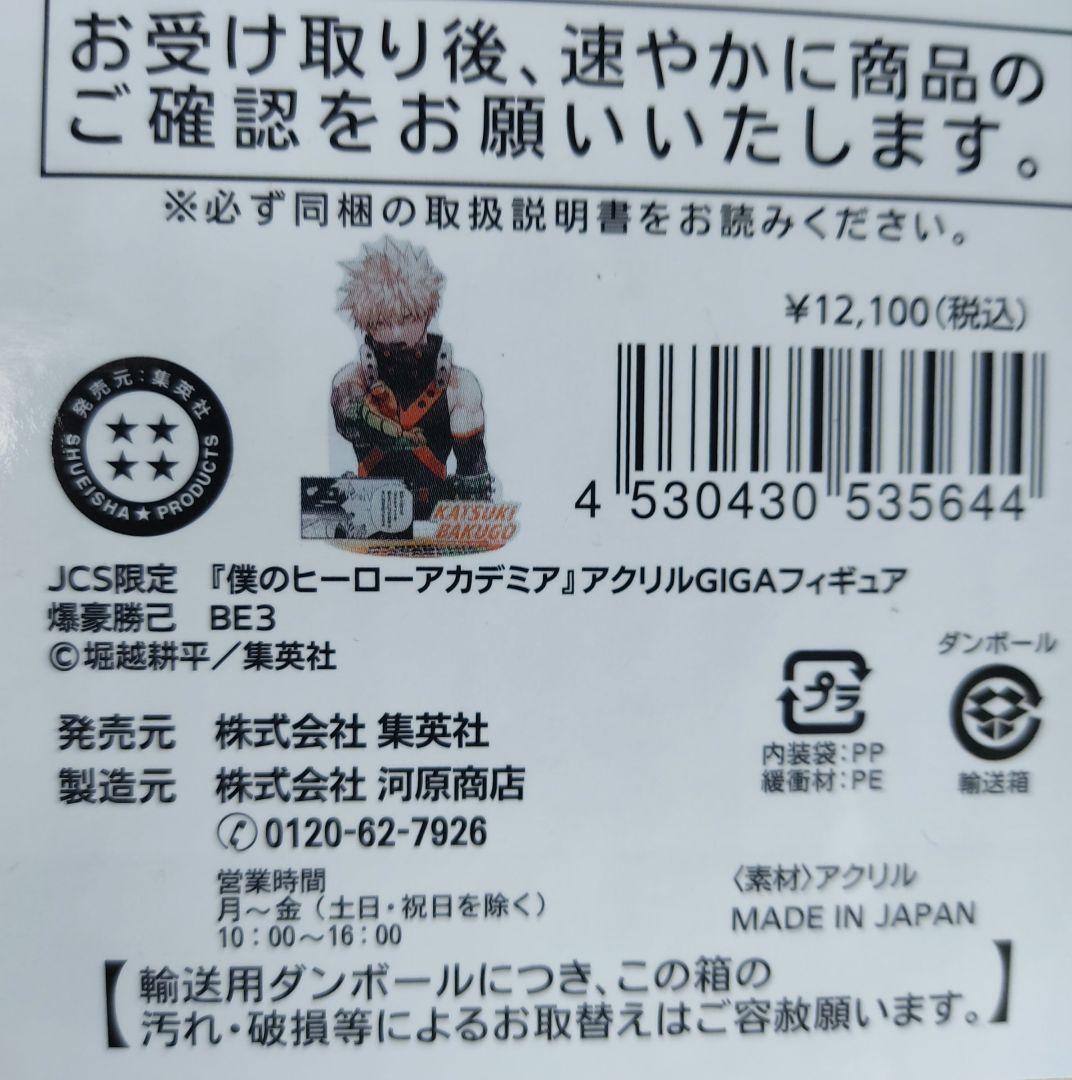 お受け取り後、速やかに商品の
ご確認をお願いいたします。
※必ず同梱の取扱説明書をお読みください。
¥12,100(税込)
発売元:集英社
SHUEISHA★PRODUCTS
KATSUKI
BAKUGO
4 530430 535644
JCS限定 『僕のヒーローアカデミア』アクリルGIGAフィギュア
爆豪勝己 BE3
©堀越耕平/集英社
ダンボール
プラ
内装袋:PP
緩衝材:PE
輸送箱
発売元 株式会社 集英社
製造元 株式会社 河原商店
0120-62-7926
営業時間
月~金(土日・祝日を除く)
10:00~16:00
〈素材〉アクリル
MADE IN JAPAN
【輸送用ダンボールにつき、この箱の
汚れ・破損等によるお取替えはご容赦願います。】